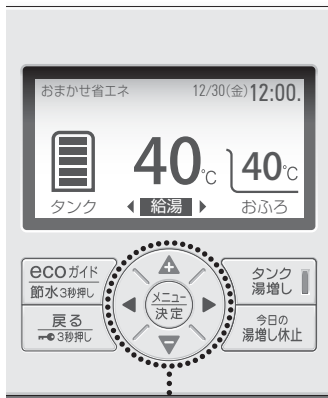 おまかせ省エネ 12/30(金)12:00.
40℃ 40℃
タンク 給湯 おふろ
ecoガイド
節水3秒押し
戻る
3秒押し
メニュー
決定
タンク
湯増し
今日の
湯増し休止